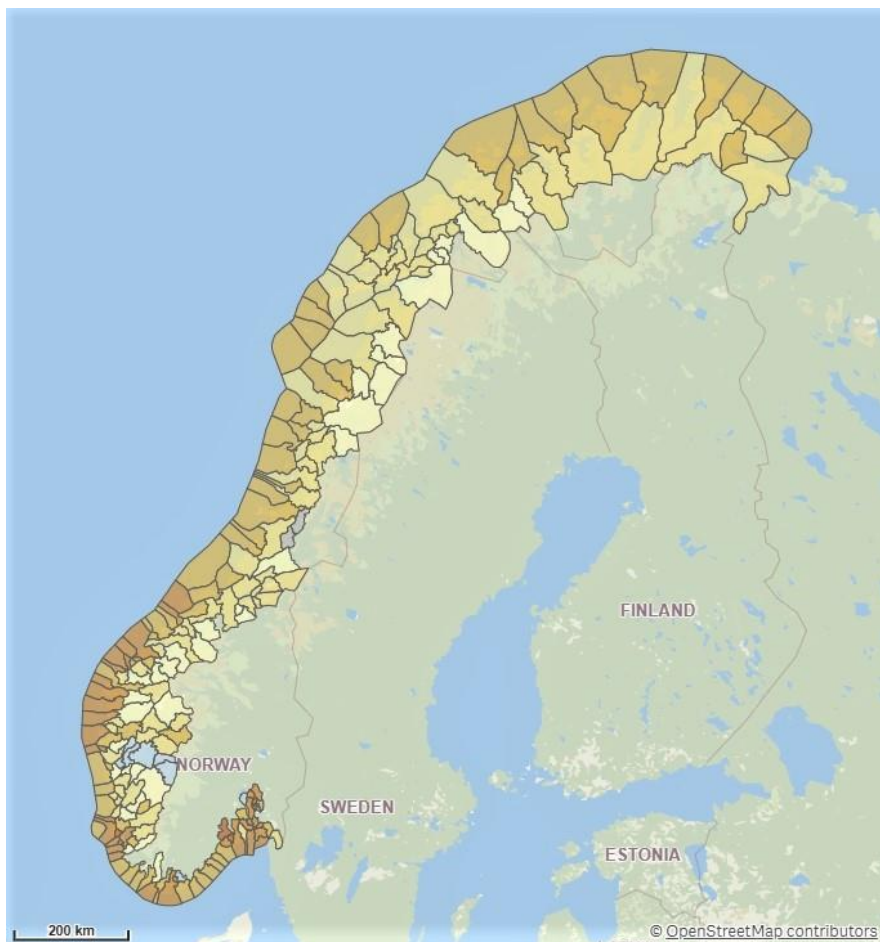 FINLAND
NORWAY
SWEDEN
ESTONIA
200 km
© OpenStreetMap contributors